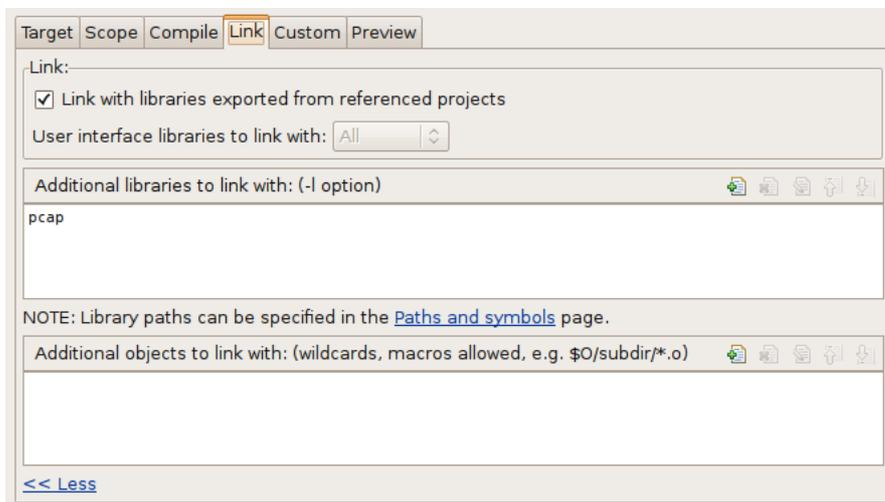 Target Scope Compile Link Custom Preview
Link:
Link with libraries exported from referenced projects
User interface libraries to link with: All
Additional libraries to link with: (-l option)
pcap
NOTE: Library paths can be specified in the Paths and symbols page.
Additional objects to link with: (wildcards, macros allowed, e.g. $O/subdir/*.o)
<< Less